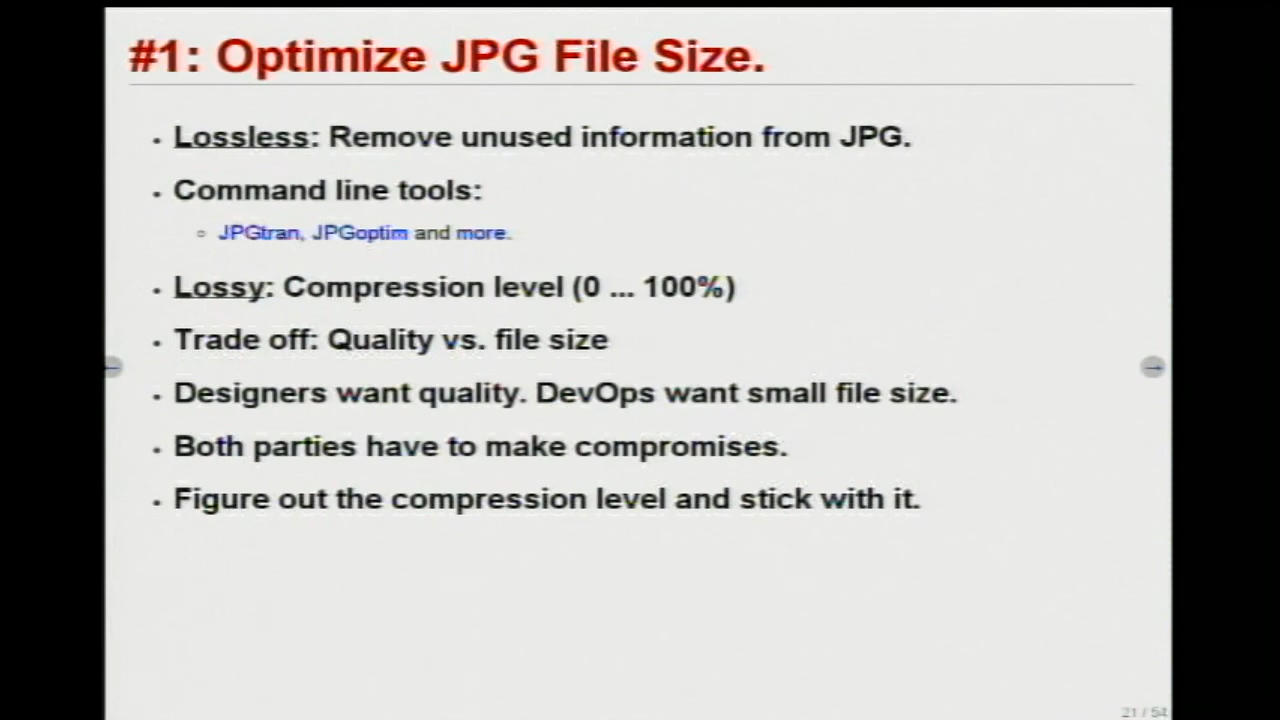 #1: Optimize JPG File Size.
• Lossless: Remove unused information from JPG.
• Command line tools:
○ JPGtran, JPGoptim and more.
• Lossy: Compression level (0 ... 100%)
• Trade off: Quality vs. file size
• Designers want quality. DevOps want small file size.
• Both parties have to make compromises.
• Figure out the compression level and stick with it.
21 / 54